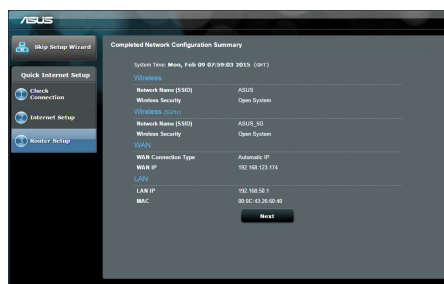 ASUS
Skip Setup Wizard
Completed Network Configuration Summary
System Time: Mon, Feb 09 07:59:03 2015 (GMT)
Quick Internet Setup
Check Connection
Internet Setup
Router Setup
Wireless
Network Name (SSID) ASUS
Wireless Security Open System
Wireless (5GHz)
Network Name (SSID) ASUS_5G
Wireless Security Open System
WAN
WAN Connection Type Automatic IP
WAN IP 192.168.123.174
LAN
LAN IP 192.168.50.1
MAC 00:0C:43:26:60:40
Next